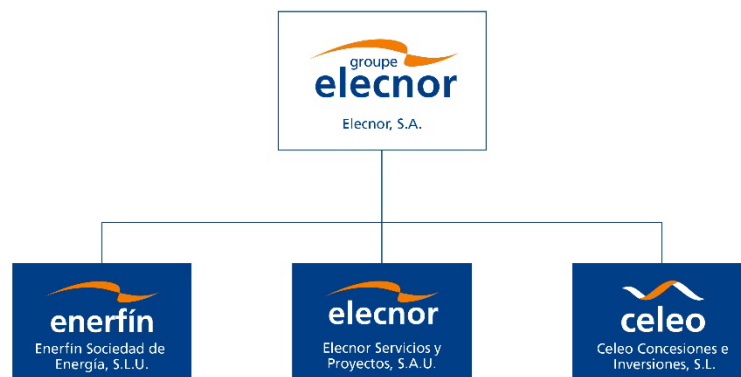 groupe
elecnor
Elecnor, S.A.
enerfín
Enerfín Sociedad de
Energía, S.L.U.
elecnor
Elecnor Servicios y
Proyectos, S.A.U.
celeo
Celeo Concesiones e
Inversiones, S.L.